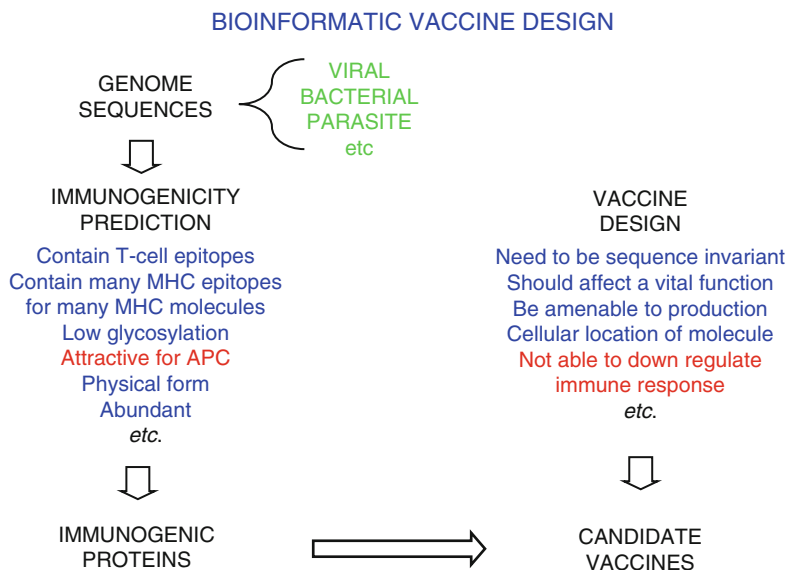 BIOINFORMATIC VACCINE DESIGN
GENOME
SEQUENCES
VIRAL
BACTERIAL
PARASITE
etc
IMMUNOGENICITY
PREDICTION
Contain T-cell epitopes
Contain many MHC epitopes
for many MHC molecules
Low glycosylation
Attractive for APC
Physical form
Abundant
etc.
IMMUNOGENIC
PROTEINS
VACCINE
DESIGN
Need to be sequence invariant
Should affect a vital function
Be amenable to production
Cellular location of molecule
Not able to down regulate
immune response
etc.
CANDIDATE
VACCINES